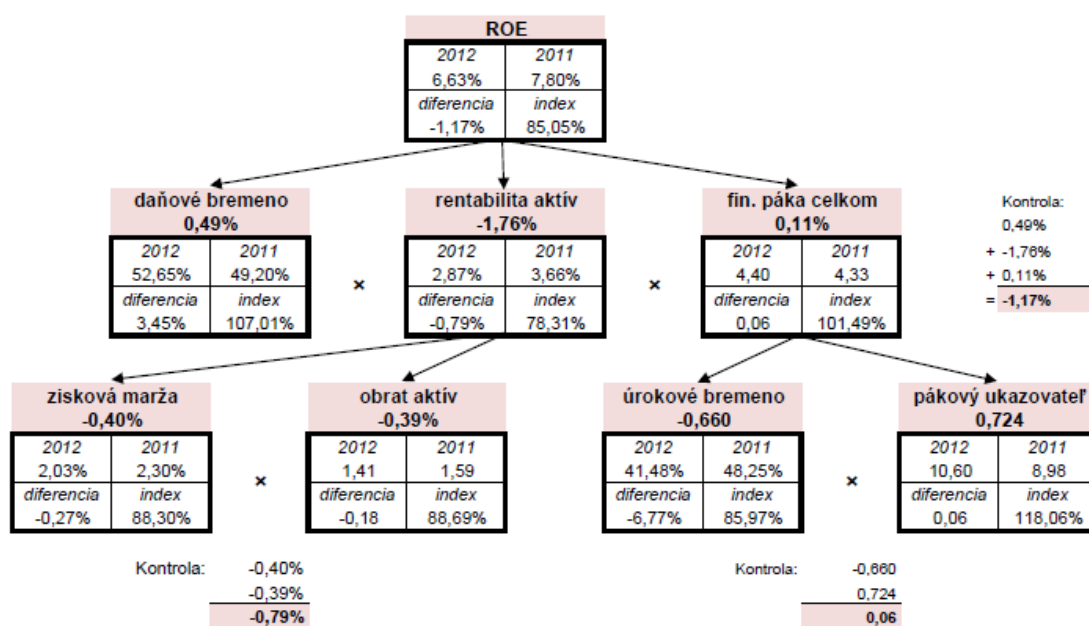 ROE
2012 2011
6,63% 7,80%
diferencia index
-1,17% 85,05%
daňové bremeno
0,49%
2012 2011
52,65% 49,20%
diferencia index
3,45% 107,01%
×
rentabilita aktív
-1,76%
2012 2011
2,87% 3,66%
diferencia index
-0,79% 78,31%
×
fin. páka celkom
0,11%
2012 2011
4,40 4,33
diferencia index
0,06 101,49%
Kontrola:
0,49%
+ -1,76%
+ 0,11%
= -1,17%
zisková marža
-0,40%
2012 2011
2,03% 2,30%
diferencia index
-0,27% 88,30%
×
obrat aktív
-0,39%
2012 2011
1,41 1,59
diferencia index
-0,18 88,69%
úrokové bremeno
-0,660
2012 2011
41,48% 48,25%
diferencia index
-6,77% 85,97%
×
pákový ukazovateľ
0,724
2012 2011
10,60 8,98
diferencia index
0,06 118,06%
Kontrola: -0,40%
-0,39%
-0,79%
Kontrola: -0,660
0,724
0,06